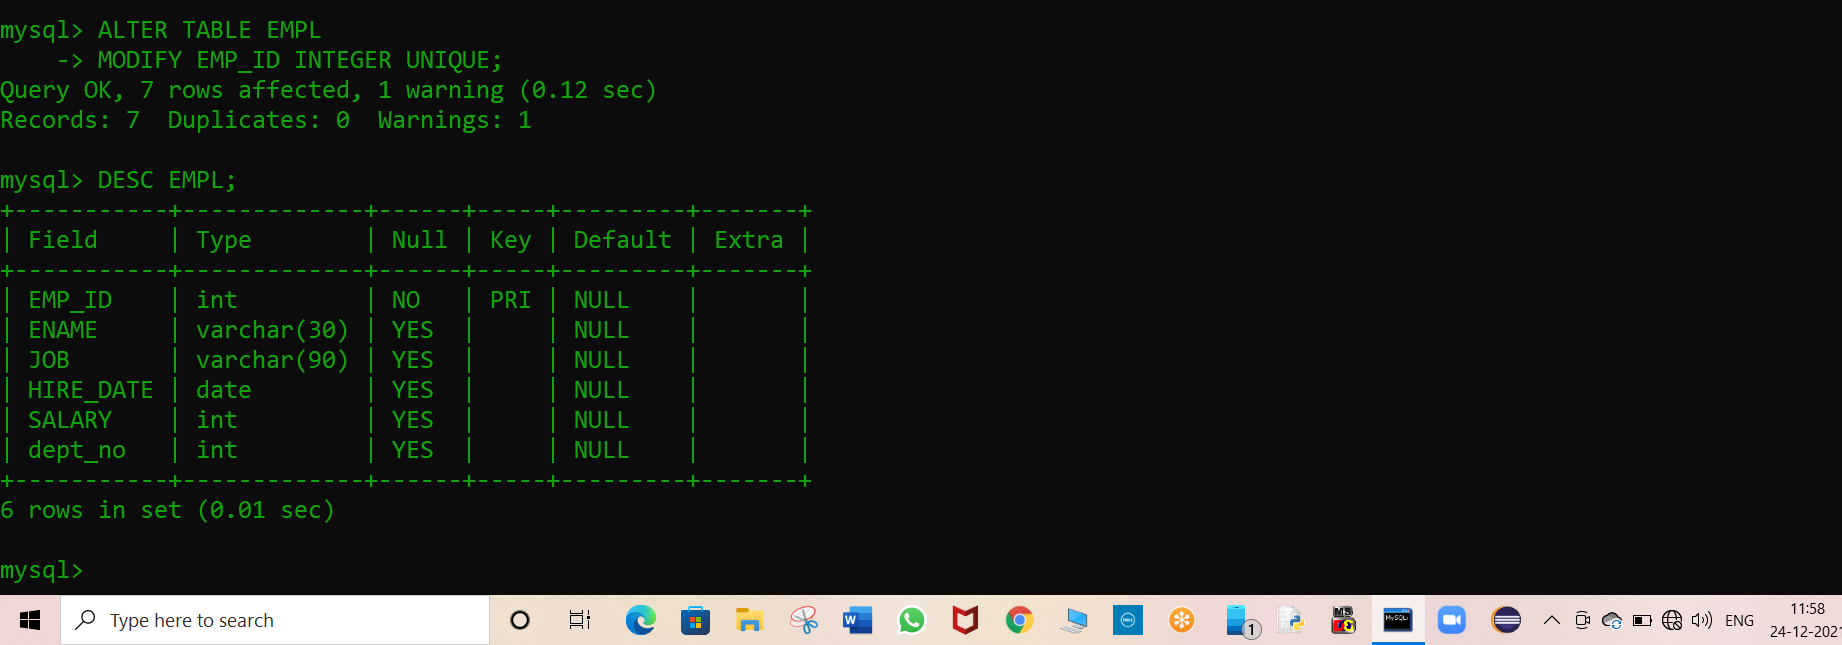 mysql> ALTER TABLE EMPL
    -> MODIFY EMP_ID INTEGER UNIQUE;
Query OK, 7 rows affected, 1 warning (0.12 sec)
Records: 7  Duplicates: 0  Warnings: 1
mysql> DESC EMPL;
+-----------+-------------+------+-----+---------+-------+
| Field     | Type        | Null | Key | Default | Extra |
+-----------+-------------+------+-----+---------+-------+
| EMP_ID    | int         | NO   | PRI | NULL    |       |
| ENAME     | varchar(30) | YES  |     | NULL    |       |
| JOB       | varchar(90) | YES  |     | NULL    |       |
| HIRE_DATE | date        | YES  |     | NULL    |       |
| SALARY    | int         | YES  |     | NULL    |       |
| dept_no   | int         | YES  |     | NULL    |       |
+-----------+-------------+------+-----+---------+-------+
6 rows in set (0.01 sec)
mysql>
Type here to search
W
DELL
1
MS
MySQL
ENG
11:58
24-12-2021